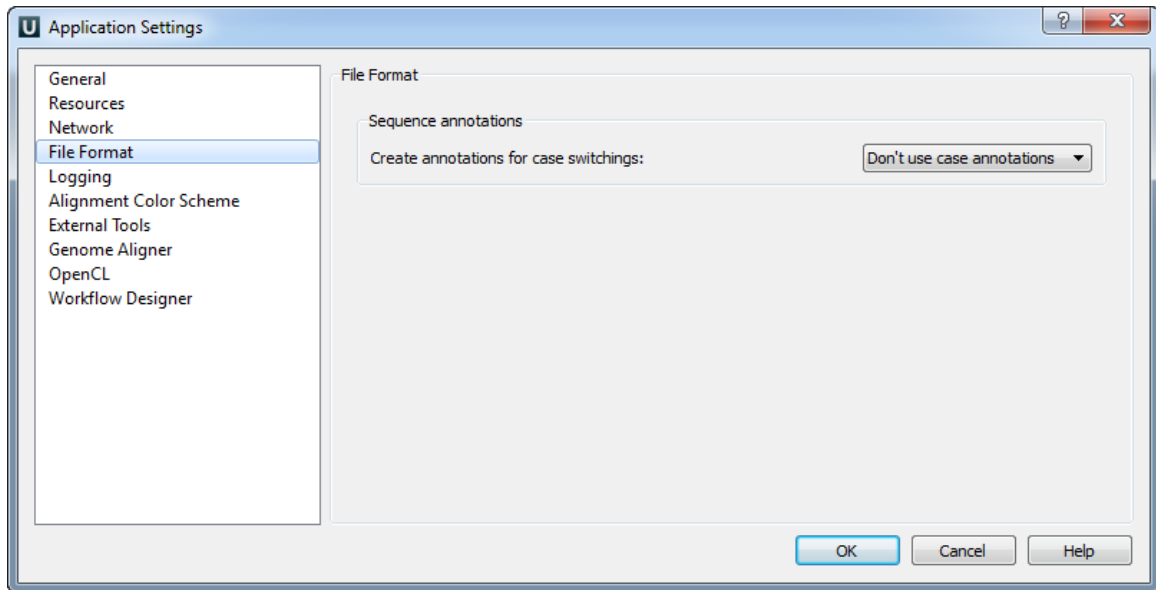 U Application Settings
General
Resources
Network
File Format
Logging
Alignment Color Scheme
External Tools
Genome Aligner
OpenCL
Workflow Designer
File Format
Sequence annotations
Create annotations for case switchings: Don't use case annotations
OK Cancel Help